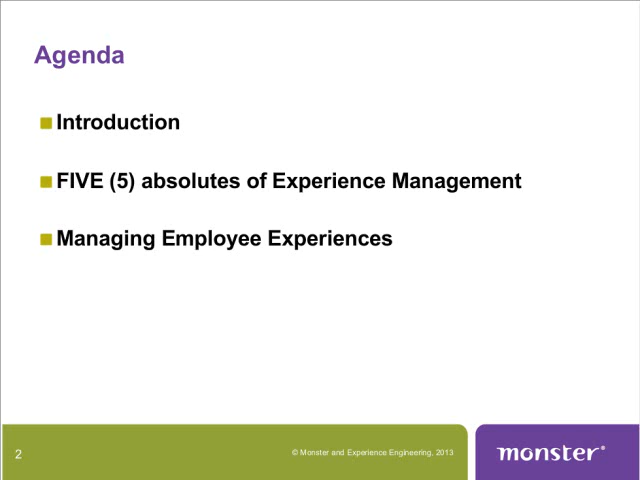 Agenda
Introduction
FIVE (5) absolutes of Experience Management
Managing Employee Experiences
2
© Monster and Experience Engineering, 2013
monster®